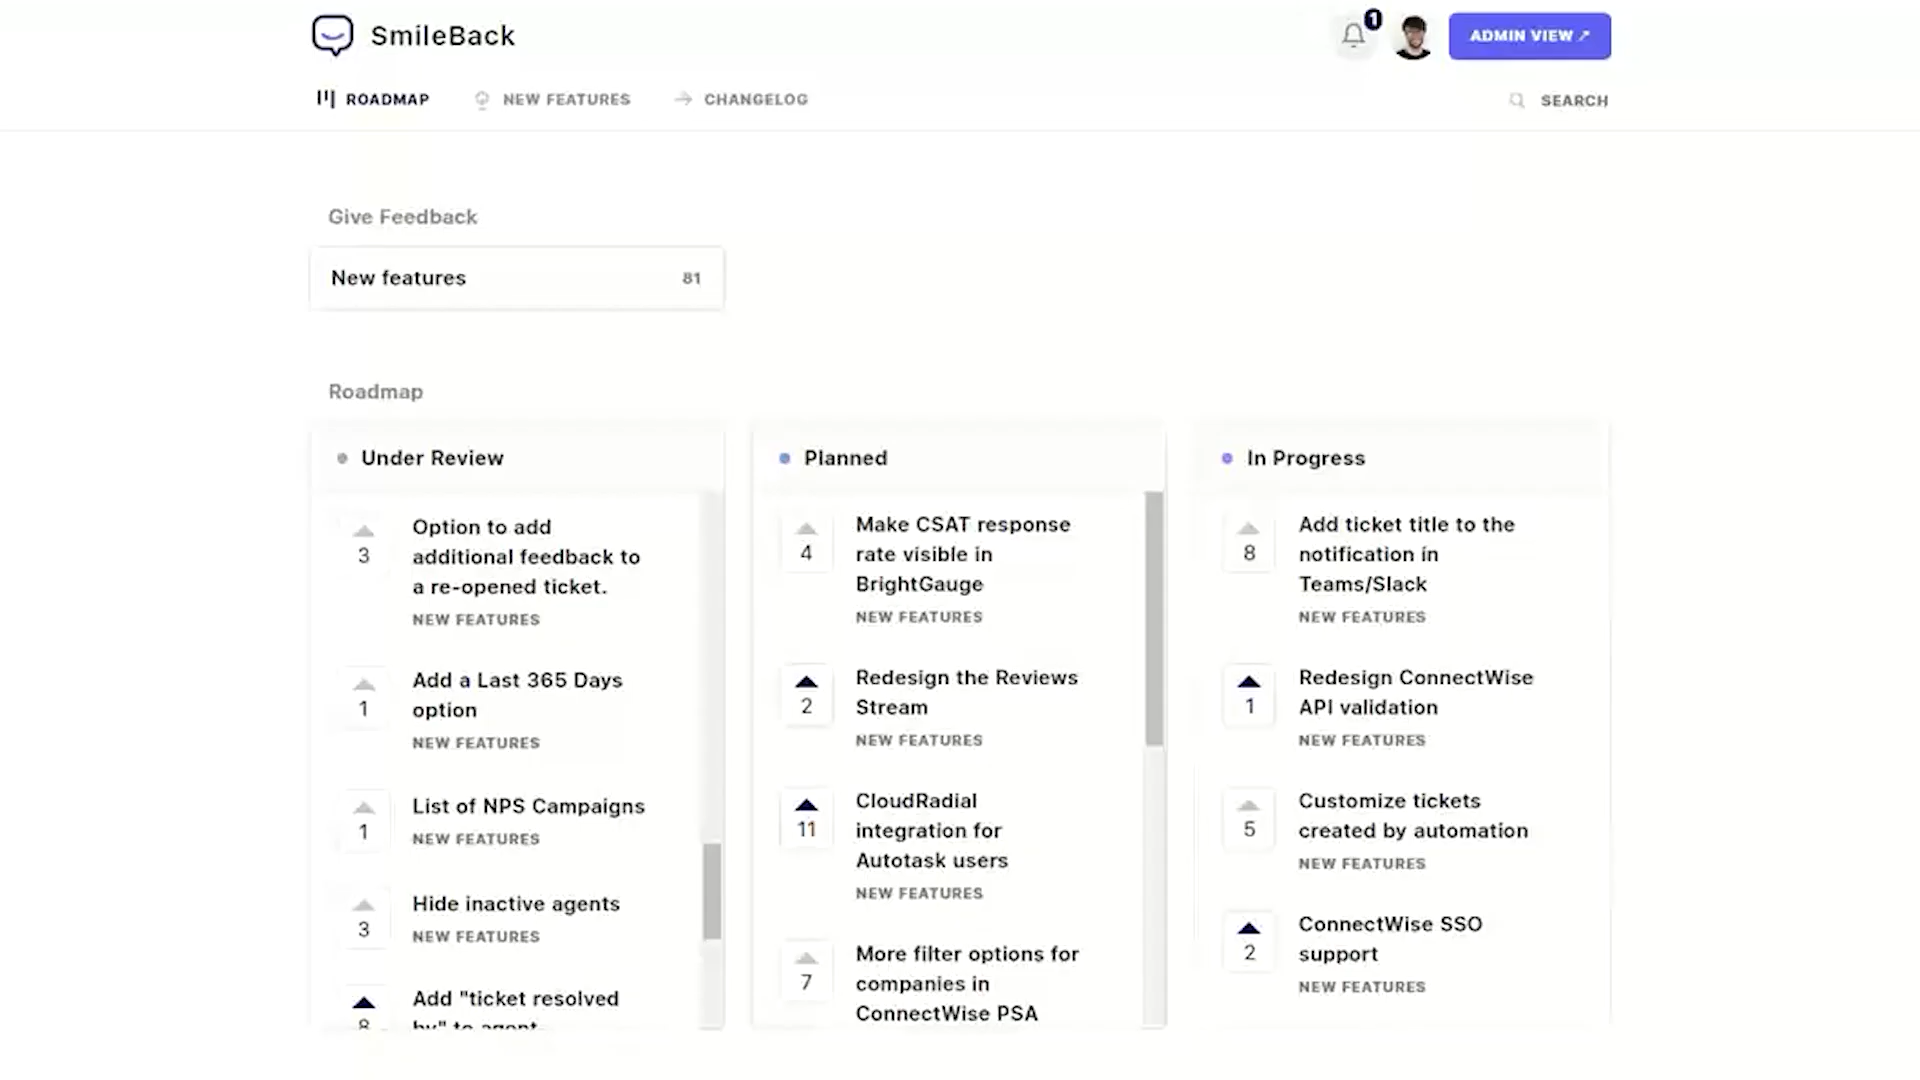 SmileBack
1
ADMIN VIEW ↗
ROADMAP
NEW FEATURES
CHANGELOG
SEARCH
Give Feedback
New features
81
Roadmap
Under Review
3
Option to add
additional feedback to
a re-opened ticket.
NEW FEATURES
1
Add a Last 365 Days
option
NEW FEATURES
1
List of NPS Campaigns
NEW FEATURES
3
Hide inactive agents
NEW FEATURES
8
Add "ticket resolved
by" to agent
Planned
4
Make CSAT response
rate visible in
BrightGauge
NEW FEATURES
2
Redesign the Reviews
Stream
NEW FEATURES
11
CloudRadial
integration for
Autotask users
NEW FEATURES
7
More filter options for
companies in
ConnectWise PSA
In Progress
8
Add ticket title to the
notification in
Teams/Slack
NEW FEATURES
1
Redesign ConnectWise
API validation
NEW FEATURES
5
Customize tickets
created by automation
NEW FEATURES
2
ConnectWise SSO
support
NEW FEATURES